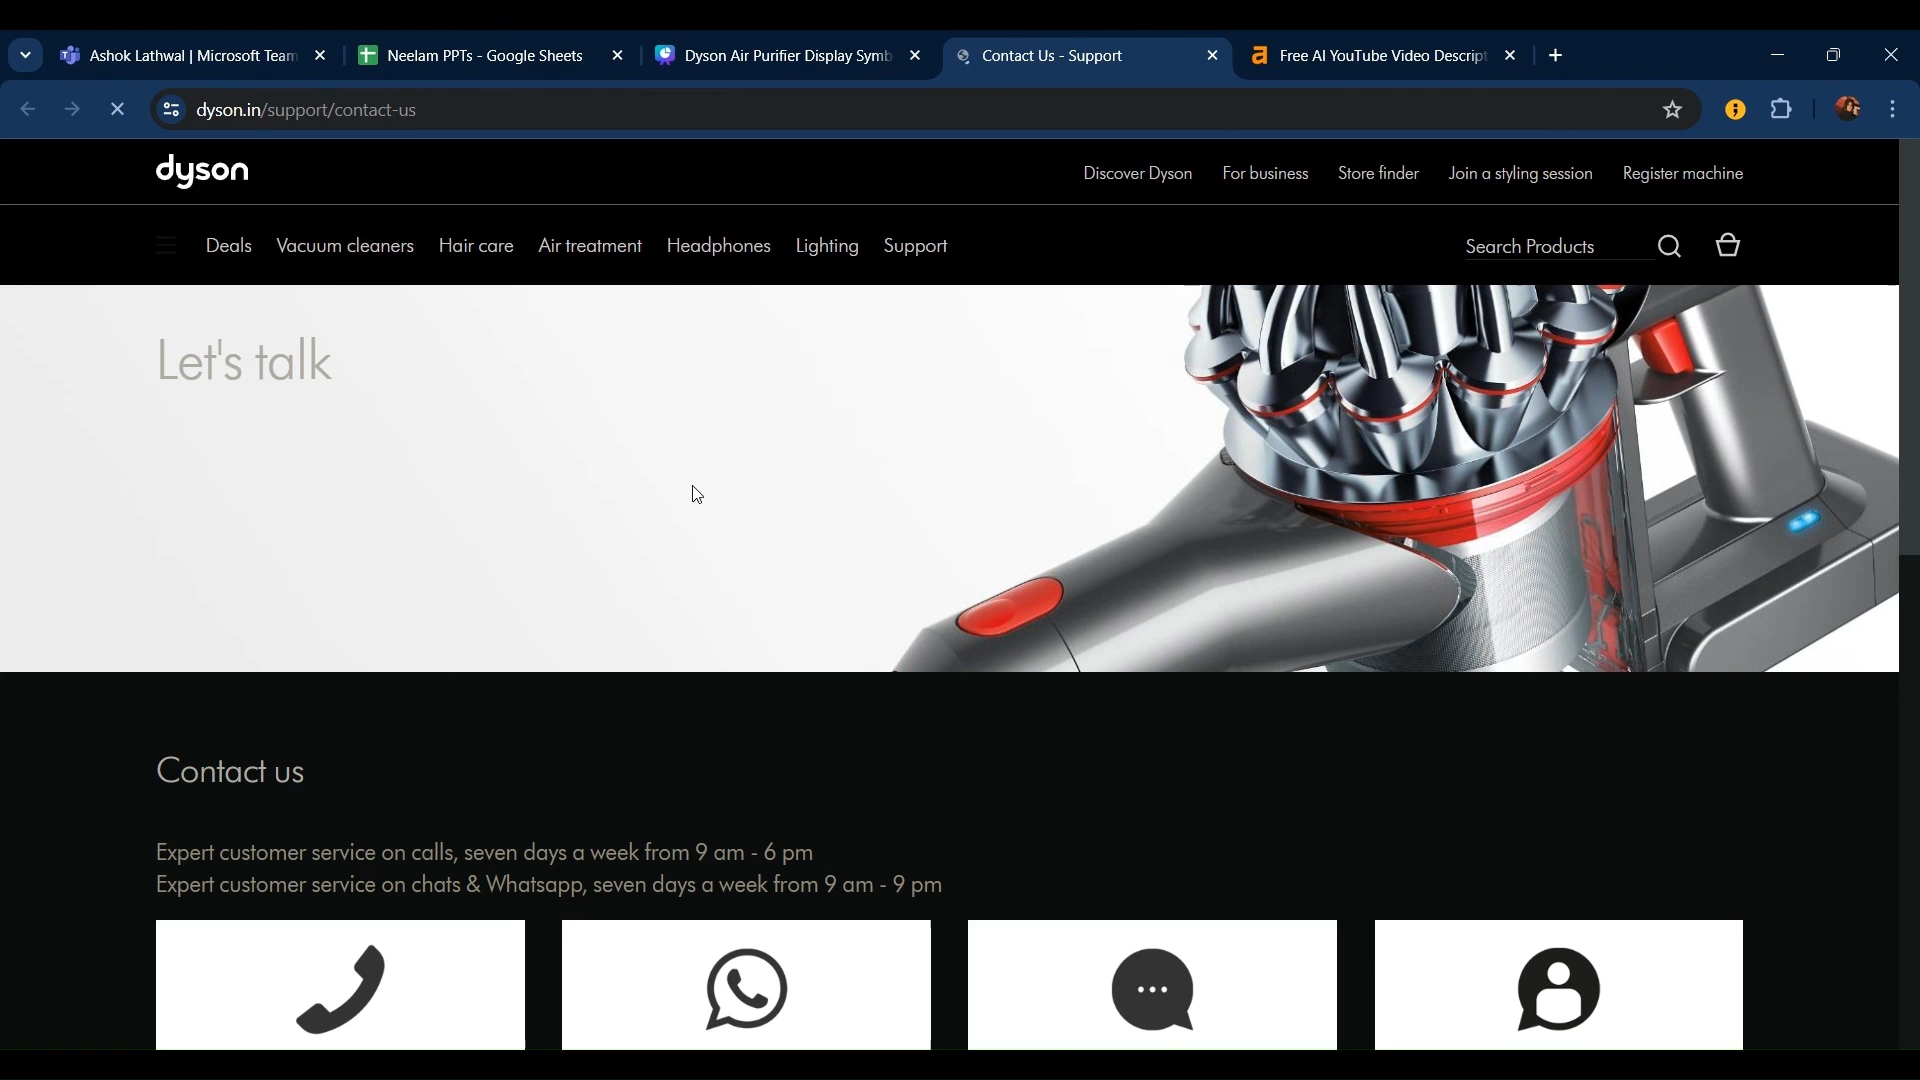 Ashok Lathwal | Microsoft Team
Neelam PPTs - Google Sheets
Dyson Air Purifier Display Symb
Contact Us - Support
Free AI YouTube Video Descript
dyson.in/support/contact-us
dyson
Discover Dyson
For business
Store finder
Join a styling session
Register machine
Deals
Vacuum cleaners
Hair care
Air treatment
Headphones
Lighting
Support
Search Products
Let's talk
Contact us
Expert customer service on calls, seven days a week from 9 am - 6 pm
Expert customer service on chats & Whatsapp, seven days a week from 9 am - 9 pm